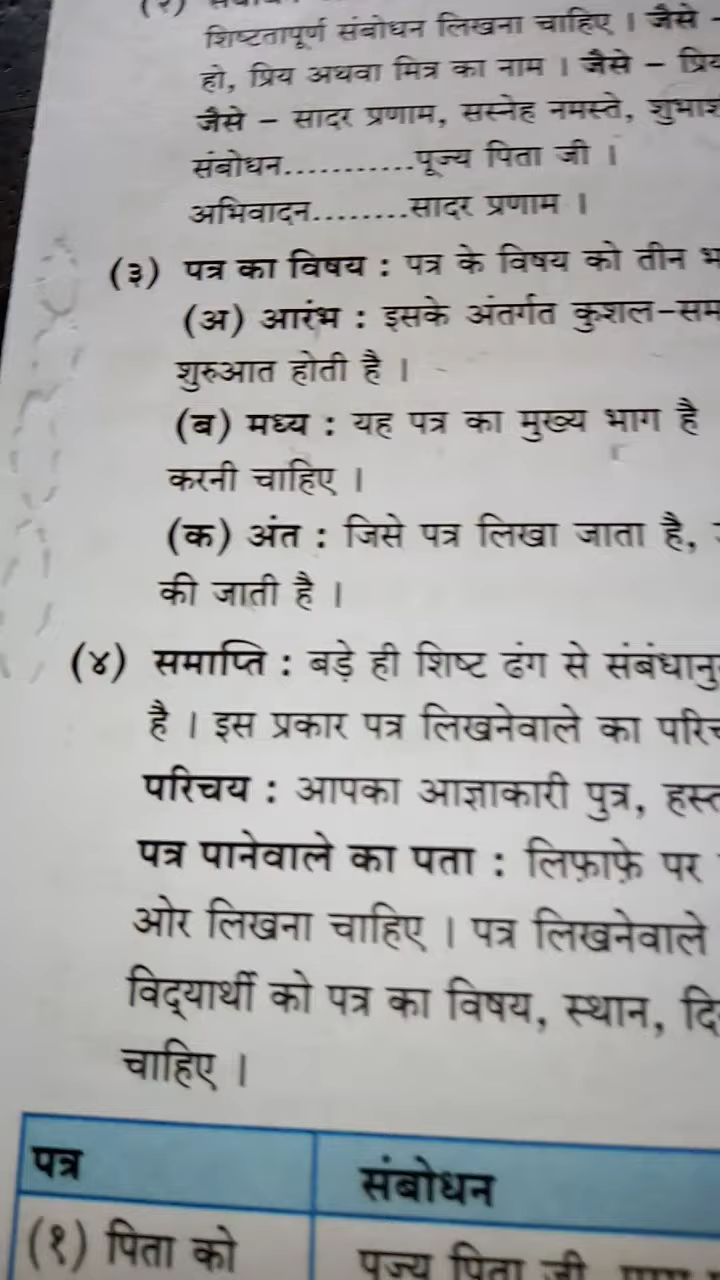 शिष्टतापूर्ण संबोधन लिखना चाहिए । जैसे –
हो, प्रिय अथवा मित्र का नाम । जैसे –
जैसे – सादर प्रणाम, सस्नेह नमस्ते,
संबोधन...........पूज्य पिता जी ।
अभिवादन........सादर प्रणाम ।
(३) पत्र का विषय : पत्र के विषय को तीन
(अ) आरंभ : इसके अंतर्गत
शुरुआत होती है ।
(ब) मध्य : यह पत्र का मुख्य भाग है
करनी चाहिए ।
(क) अंत : जिसे पत्र लिखा जाता है,
की जाती है ।
(४) समाप्ति : बड़े ही शिष्ट ढंग से
है । इस प्रकार पत्र लिखनेवाले का
परिचय : आपका आज्ञाकारी पुत्र,
पत्र पानेवाले का पता : लिफ़ाफ़े पर
ओर लिखना चाहिए । पत्र लिखनेवाले
विद्‌यार्थी को पत्र का विषय, स्थान,
चाहिए ।
पत्र संबोधन
(१) पिता को पूज्य पिता जी